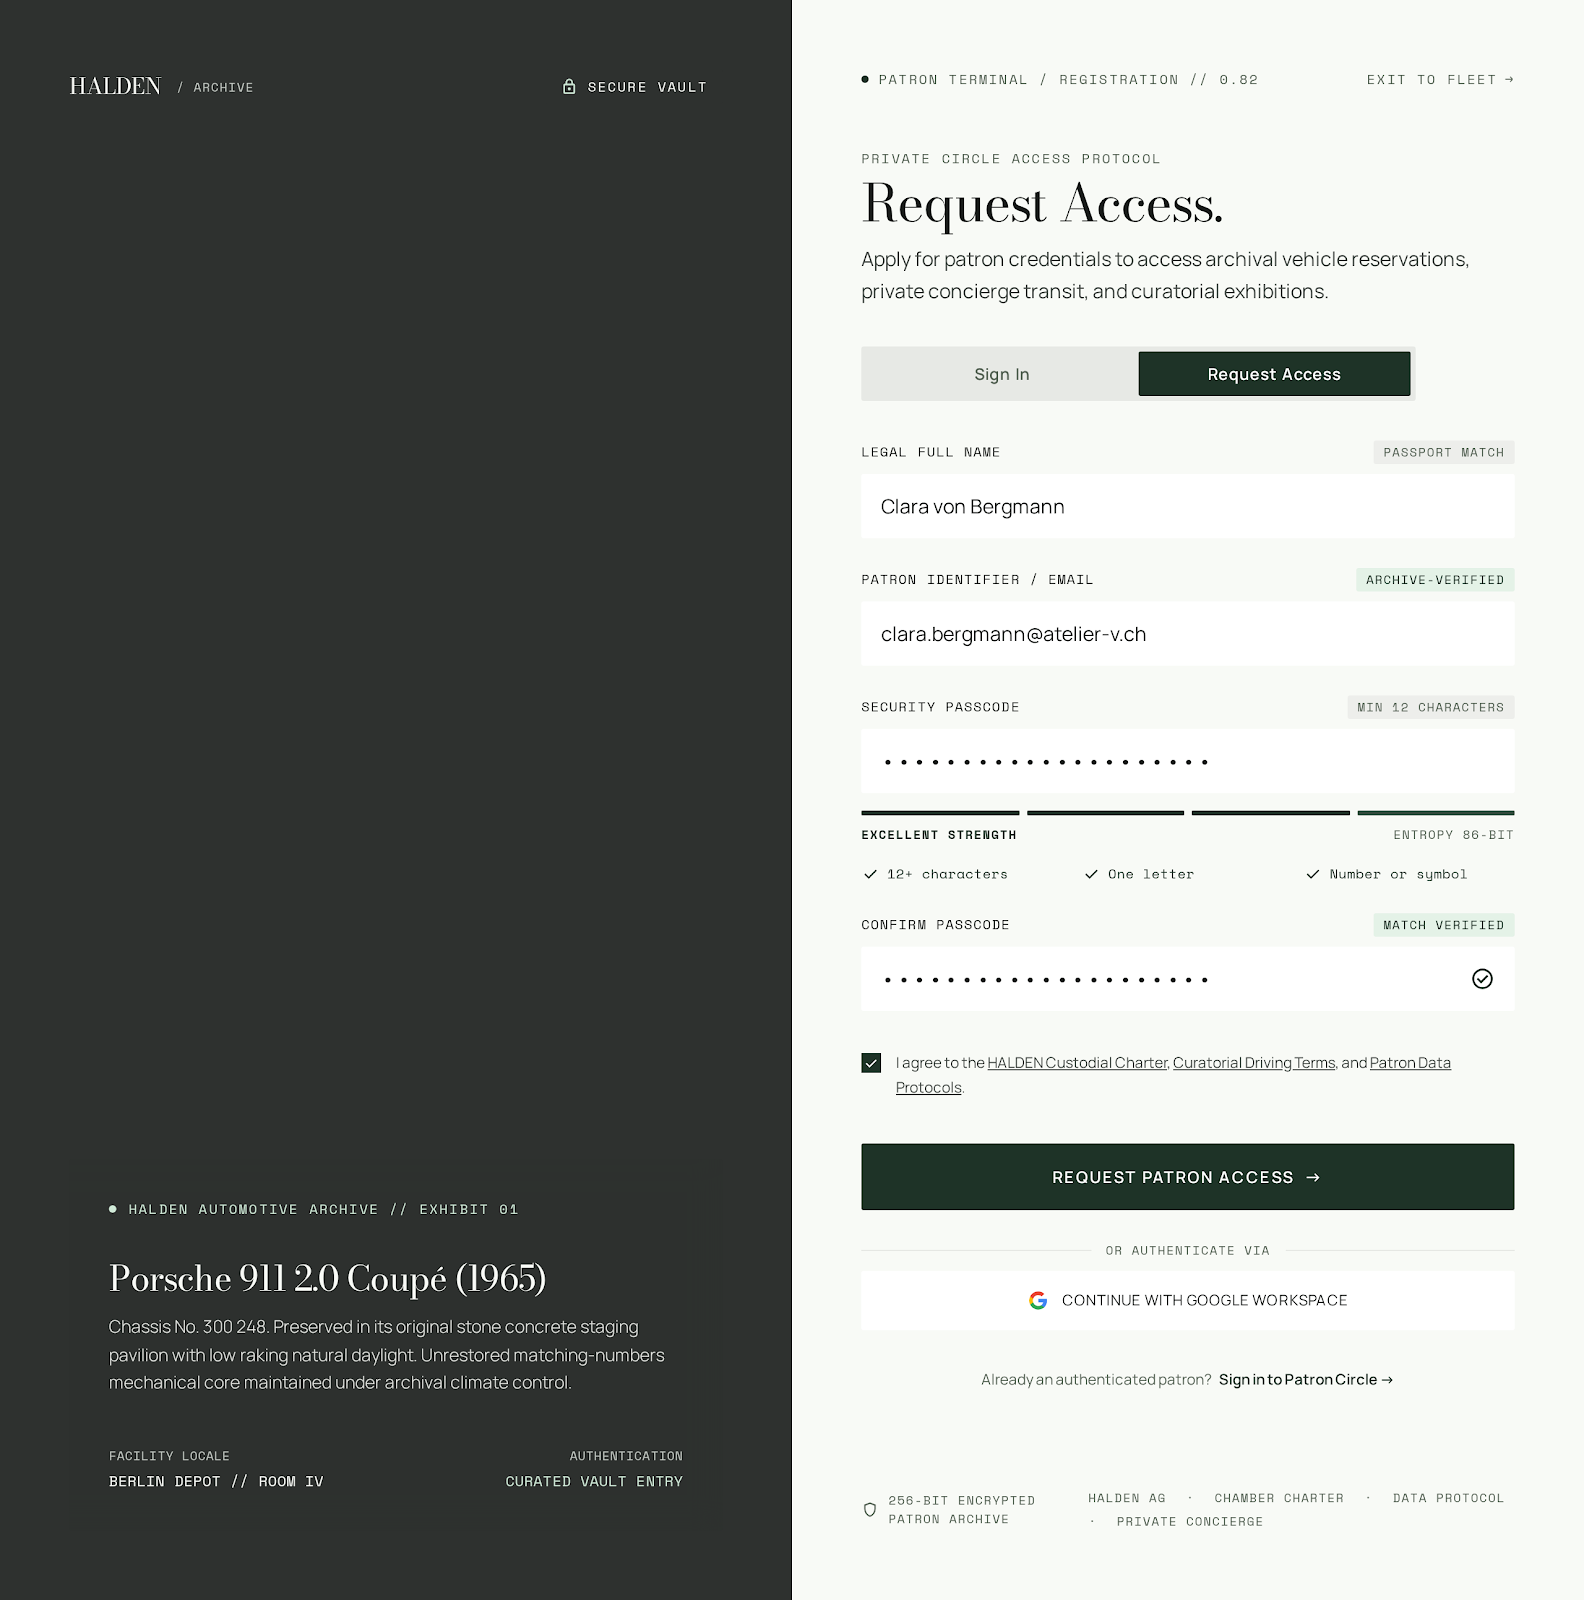 HALDEN / ARCHIVE
SECURE VAULT
HALDEN AUTOMOTIVE ARCHIVE // EXHIBIT 01
Porsche 911 2.0 Coupé (1965)
Chassis No. 300 248. Preserved in its original stone concrete staging
pavilion with low raking natural daylight. Unrestored matching-numbers
mechanical core maintained under archival climate control.
FACILITY LOCALE
BERLIN DEPOT // ROOM IV
AUTHENTICATION
CURATED VAULT ENTRY
PATRON TERMINAL / REGISTRATION // 0.82
EXIT TO FLEET →
PRIVATE CIRCLE ACCESS PROTOCOL
Request Access.
Apply for patron credentials to access archival vehicle reservations,
private concierge transit, and curatorial exhibitions.
Sign In
Request Access
LEGAL FULL NAME
PASSPORT MATCH
Clara von Bergmann
PATRON IDENTIFIER / EMAIL
ARCHIVE-VERIFIED
clara.bergmann@atelier-v.ch
SECURITY PASSCODE
MIN 12 CHARACTERS
EXCELLENT STRENGTH
ENTROPY 86-BIT
12+ characters
One letter
Number or symbol
CONFIRM PASSCODE
MATCH VERIFIED
I agree to the HALDEN Custodial Charter, Curatorial Driving Terms, and Patron Data
Protocols.
REQUEST PATRON ACCESS →
OR AUTHENTICATE VIA
CONTINUE WITH GOOGLE WORKSPACE
Already an authenticated patron? Sign in to Patron Circle →
256-BIT ENCRYPTED
PATRON ARCHIVE
HALDEN AG · CHAMBER CHARTER · DATA PROTOCOL
· PRIVATE CONCIERGE